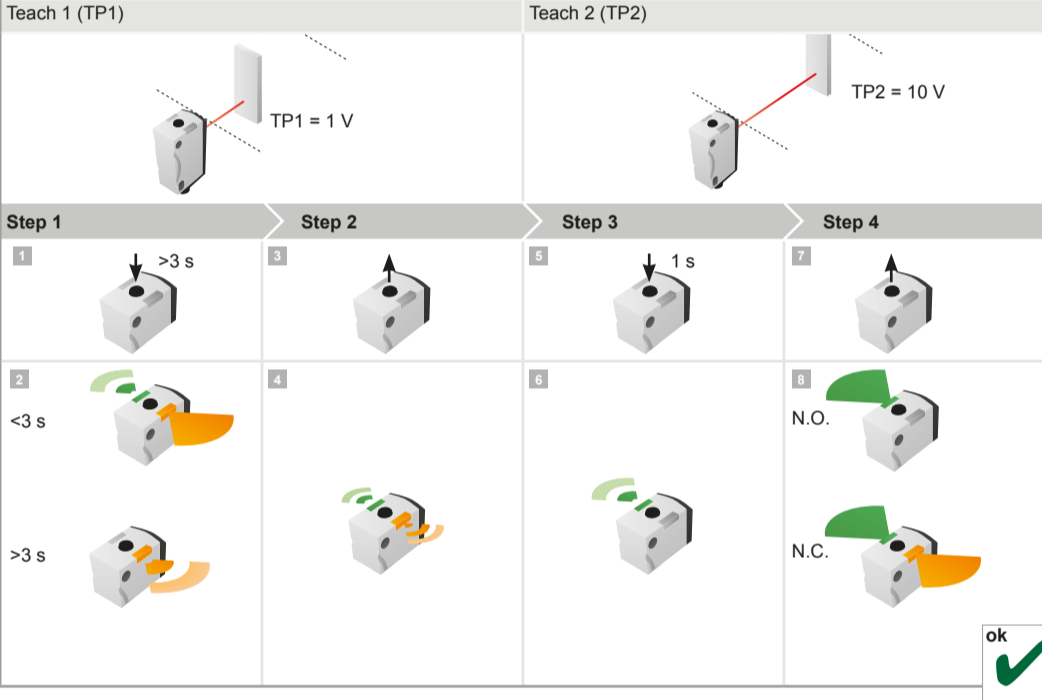 Teach 1 (TP1)
Teach 2 (TP2)
TP1 = 1 V
TP2 = 10 V
Step 1
Step 2
Step 3
Step 4
1
>3 s
3
5
1 s
7
2
<3 s
>3 s
4
6
8
N.O.
N.C.
ok